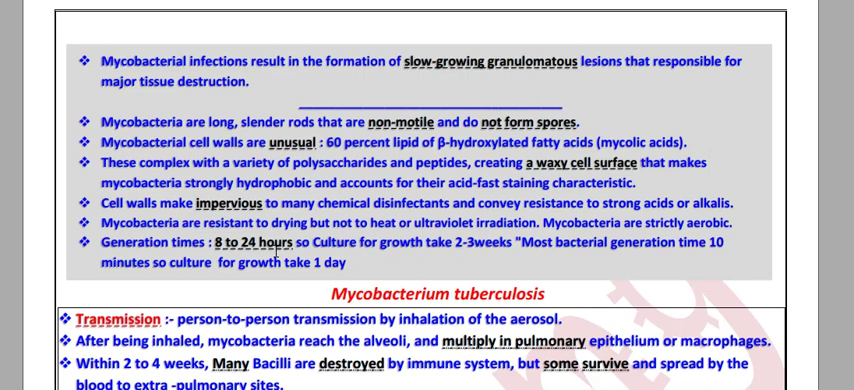 ❖ Mycobacterial infections result in the formation of slow-growing granulomatous lesions that responsible for
major tissue destruction.
❖ Mycobacteria are long, slender rods that are non-motile and do not form spores.
❖ Mycobacterial cell walls are unusual : 60 percent lipid of β-hydroxylated fatty acids (mycolic acids).
❖ These complex with a variety of polysaccharides and peptides, creating a waxy cell surface that makes
mycobacteria strongly hydrophobic and accounts for their acid-fast staining characteristic.
❖ Cell walls make impervious to many chemical disinfectants and convey resistance to strong acids or alkalis.
❖ Mycobacteria are resistant to drying but not to heat or ultraviolet irradiation. Mycobacteria are strictly aerobic.
❖ Generation times : 8 to 24 hours so Culture for growth take 2-3weeks "Most bacterial generation time 10
minutes so culture for growth take 1 day
Mycobacterium tuberculosis
❖ Transmission :- person-to-person transmission by inhalation of the aerosol.
❖ After being inhaled, mycobacteria reach the alveoli, and multiply in pulmonary epithelium or macrophages.
❖ Within 2 to 4 weeks, Many Bacilli are destroyed by immune system, but some survive and spread by the
blood to extra -pulmonary sites.